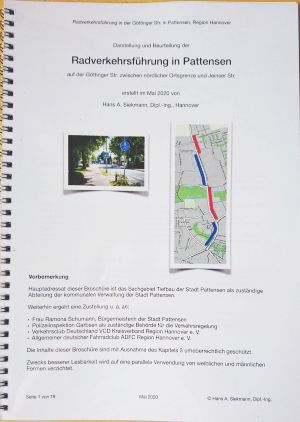 Radverkehrsführung in der Göttinger Str. in Pattensen, Region Hannover
Darstellung und Beurteilung der
Radverkehrsführung in Pattensen
auf der Göttinger Str. zwischen nördlicher Ortsgrenze und Jeinser Str.
erstellt im Mai 2020 von
Hans A. Siekmann, Dipl.-Ing., Hannover
Vorbemerkung
Hauptadressat dieser Broschüre ist das Sachgebiet Tiefbau der Stadt Pattensen als zuständige
Abteilung der kommunalen Verwaltung der Stadt Pattensen.
Weiterhin ergeht eine Zustellung u. a. an:
• Frau Ramona Schumann, Bürgermeisterin der Stadt Pattensen
• Polizeiinspektion Garbsen als zuständige Behörde für die Verkehrsregelung
• Verkehrsclub Deutschland VCD Kreisverband Region Hannover e. V.
• Allgemeiner deutscher Fahrradclub ADFC Region Hannover e. V.
Die Inhalte dieser Broschüre sind mit Ausnahme des Kapitels 3 urheberrechtlich geschützt.
Zwecks besserer Lesbarkeit wird auf eine parallele Verwendung von weiblichen und männlichen
Formen verzichtet.
Seite 1 von 19
Mai 2020
© Hans A. Siekmann, Dipl.-Ing.